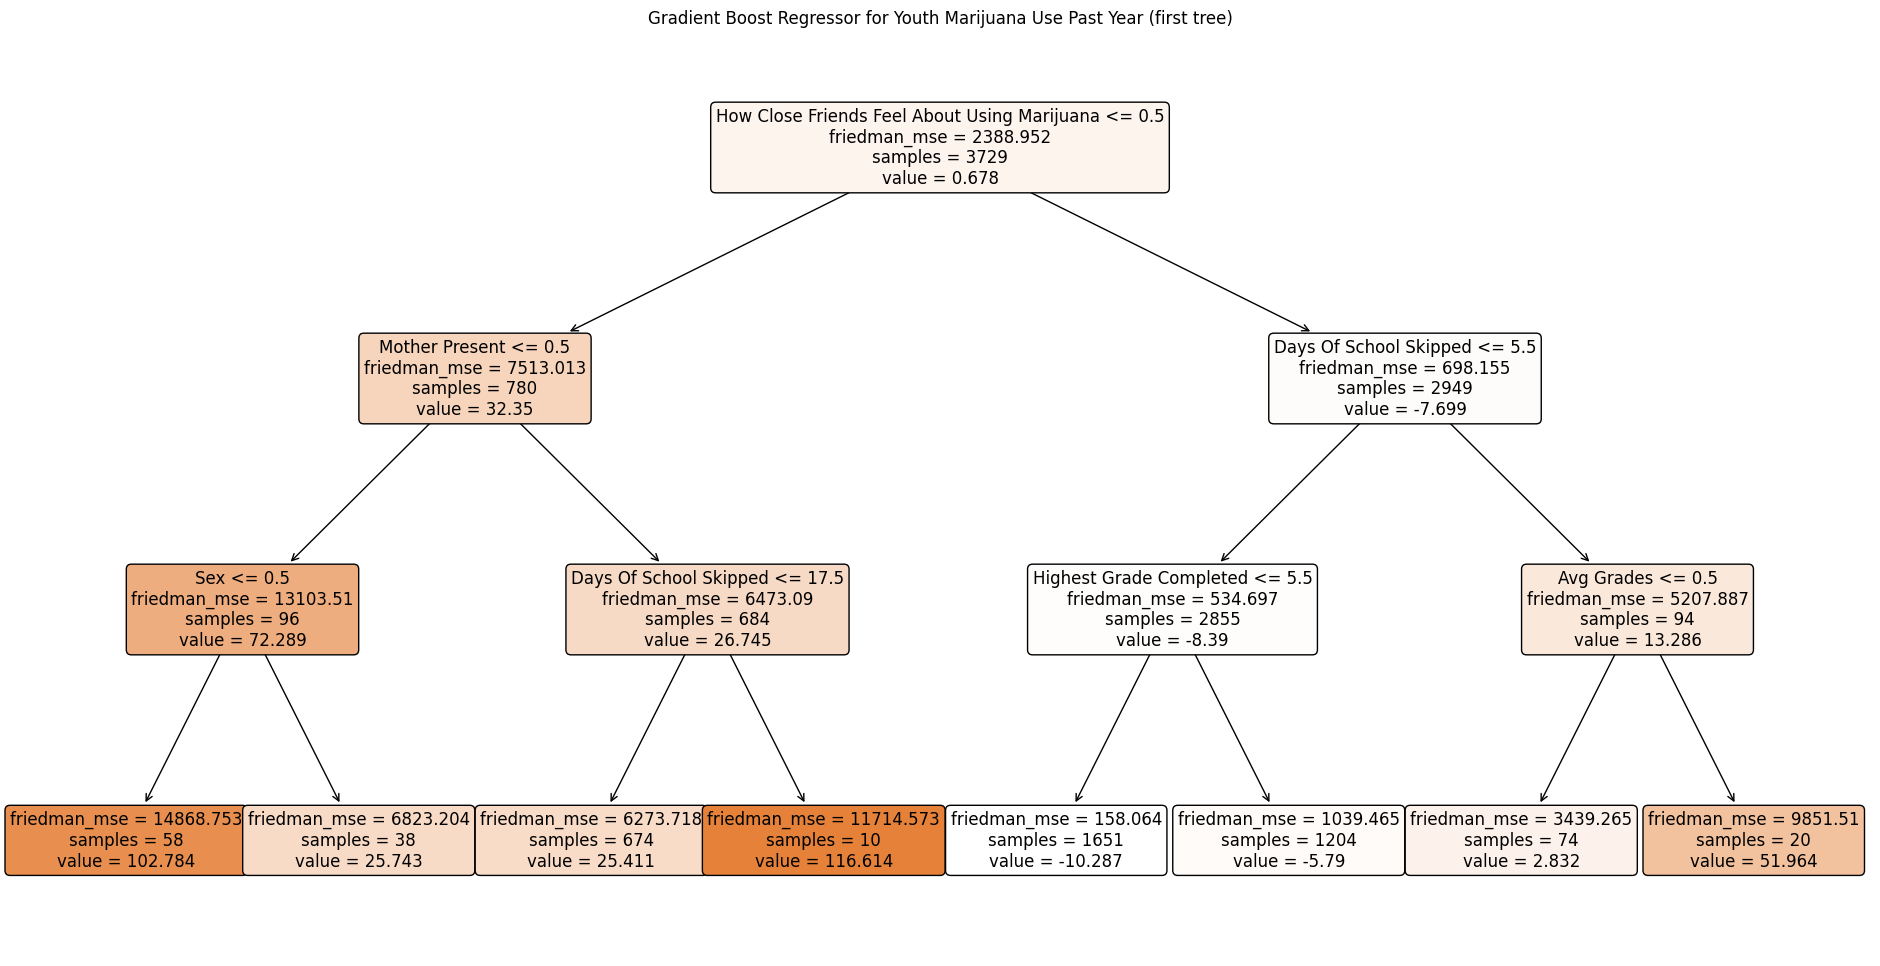 Gradient Boost Regressor for Youth Marijuana Use Past Year (first tree)
How Close Friends Feel About Using Marijuana <= 0.5
friedman_mse = 2388.952
samples = 3729
value = 0.678
Mother Present <= 0.5
friedman_mse = 7513.013
samples = 780
value = 32.35
Days Of School Skipped <= 5.5
friedman_mse = 698.155
samples = 2949
value = -7.699
Sex <= 0.5
friedman_mse = 13103.51
samples = 96
value = 72.289
Days Of School Skipped <= 17.5
friedman_mse = 6473.09
samples = 684
value = 26.745
Highest Grade Completed <= 5.5
friedman_mse = 534.697
samples = 2855
value = -8.39
Avg Grades <= 0.5
friedman_mse = 5207.887
samples = 94
value = 13.286
friedman_mse = 14868.753
samples = 58
value = 102.784
friedman_mse = 6823.204
samples = 38
value = 25.743
friedman_mse = 6273.718
samples = 674
value = 25.411
friedman_mse = 11714.573
samples = 10
value = 116.614
friedman_mse = 158.064
samples = 1651
value = -10.287
friedman_mse = 1039.465
samples = 1204
value = -5.79
friedman_mse = 3439.265
samples = 74
value = 2.832
friedman_mse = 9851.51
samples = 20
value = 51.964